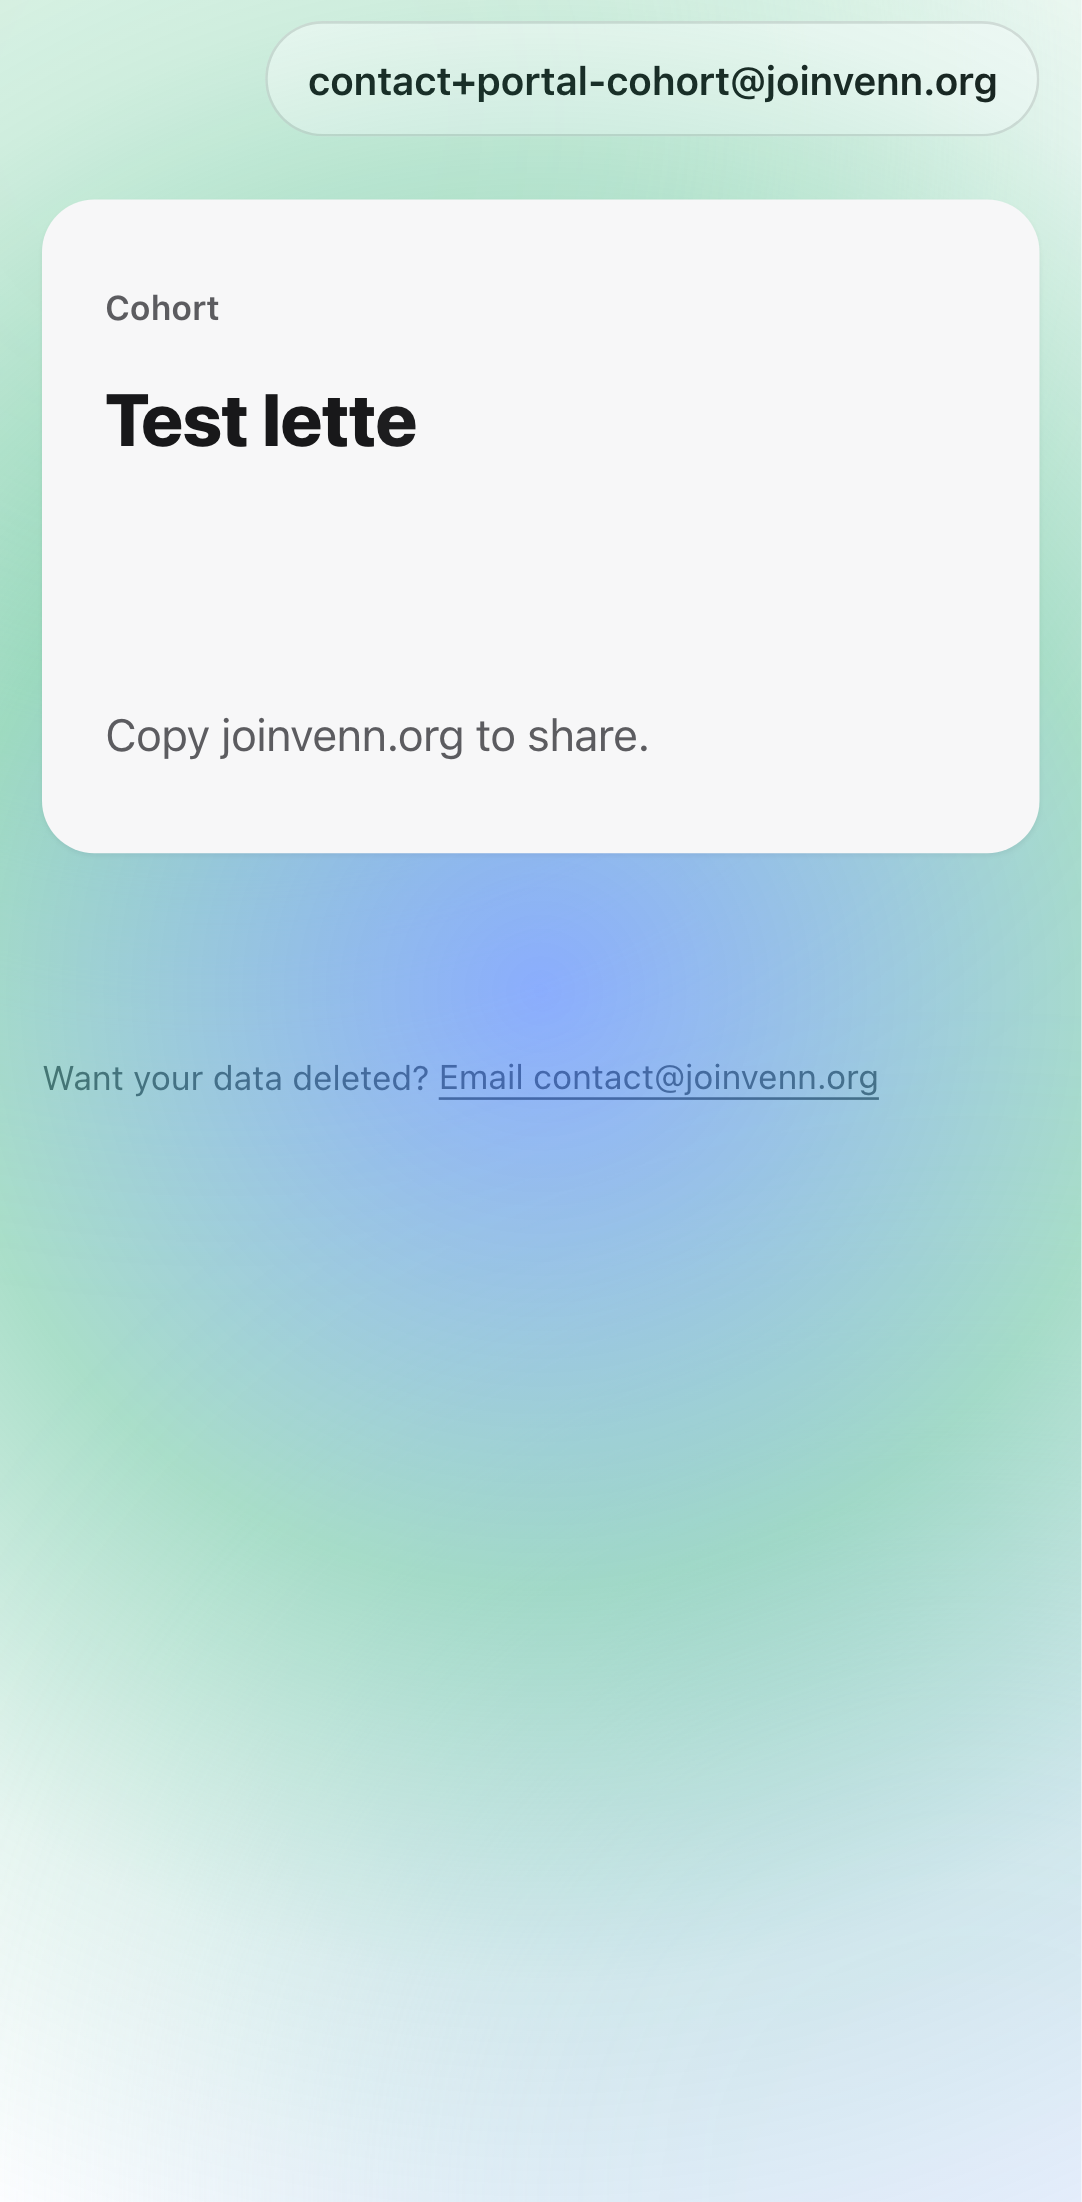 contact+portal-cohort@joinvenn.org
Cohort
Test lette
Copy joinvenn.org to share.
Want your data deleted? Email contact@joinvenn.org